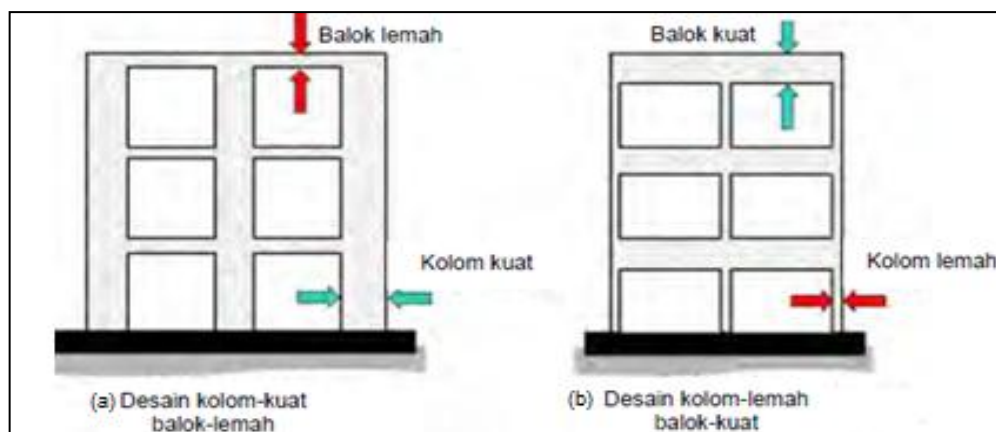 Balok lemah
Kolom kuat
(a) Desain kolom-kuat
balok-lemah
Balok kuat
Kolom lemah
(b) Desain kolom-lemah
balok-kuat